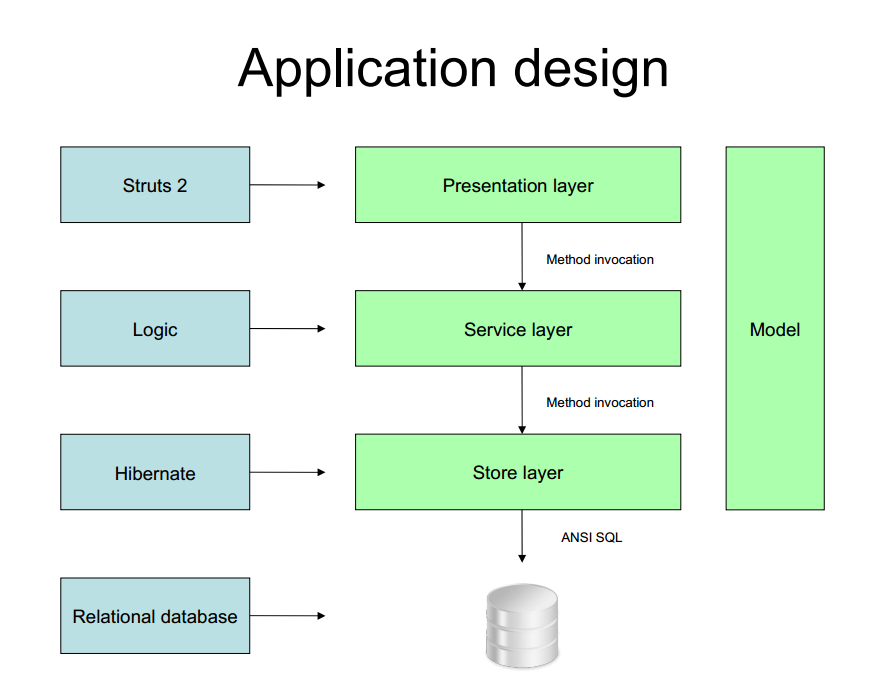 Application design
Struts 2
Presentation layer
Method invocation
Logic
Service layer
Model
Method invocation
Hibernate
Store layer
ANSI SQL
Relational database